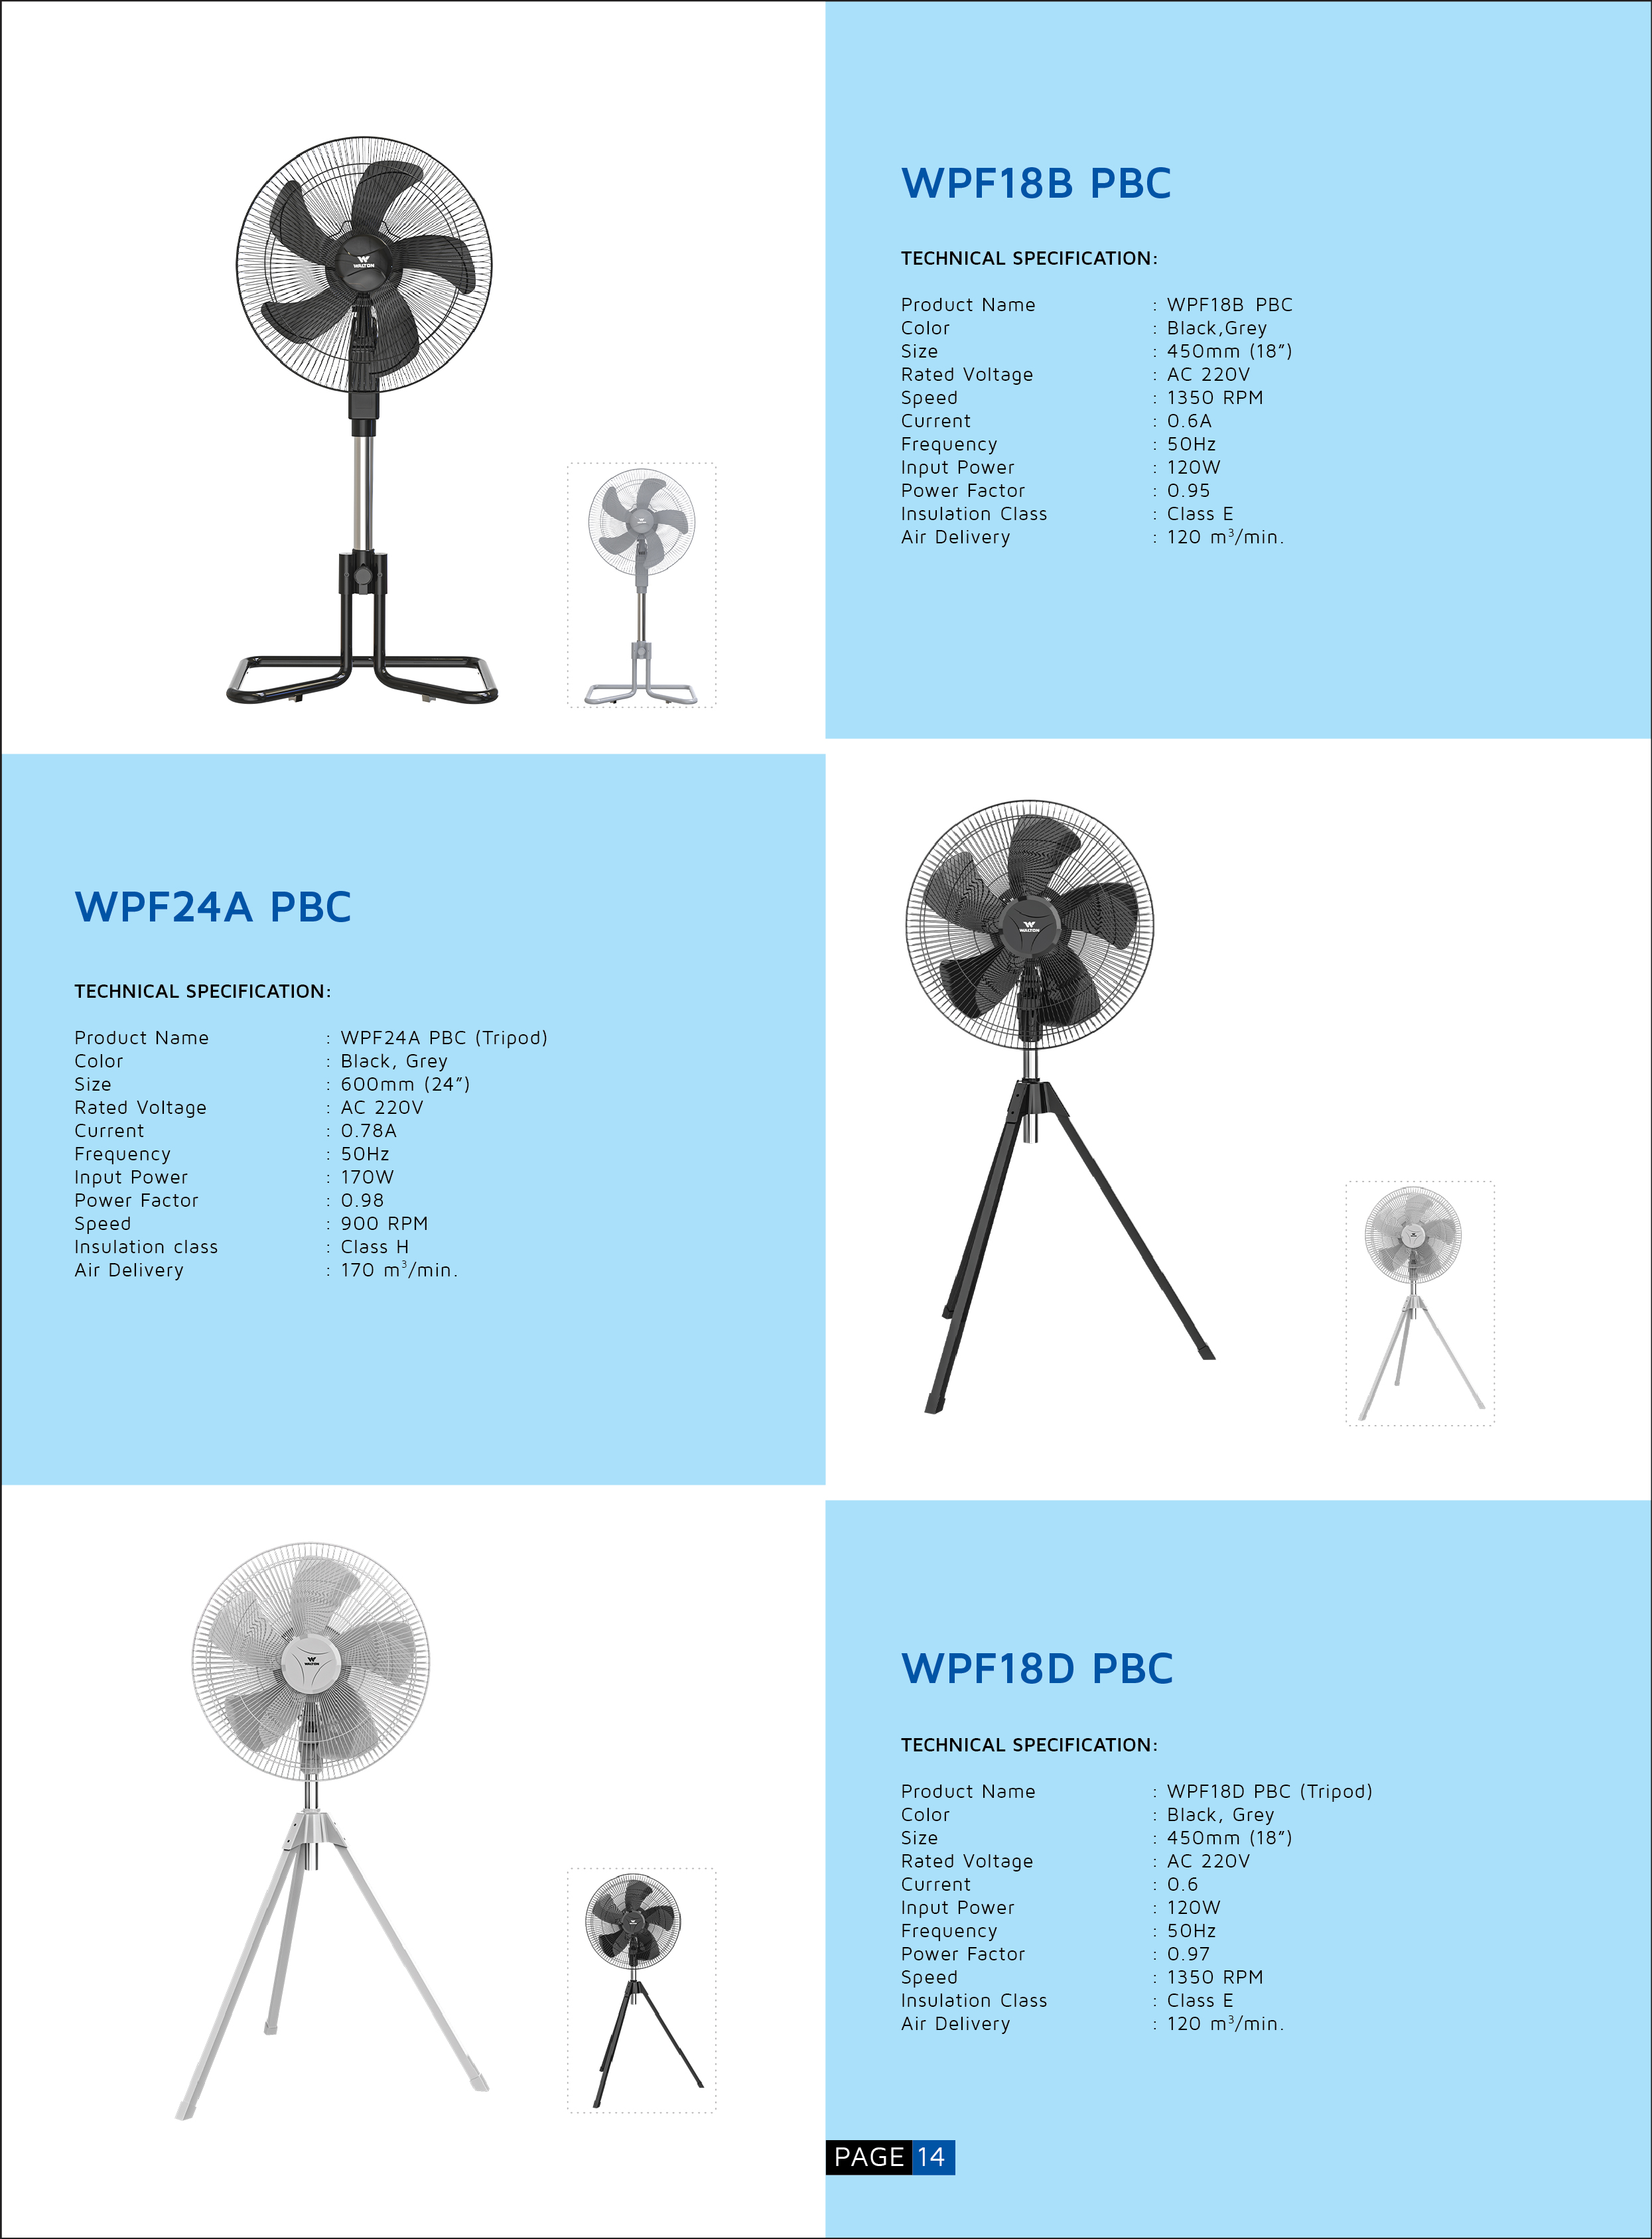 WALTON
WPF18B PBC
TECHNICAL SPECIFICATION:
Product Name : WPF18B PBC
Color : Black,Grey
Size : 450mm (18”)
Rated Voltage : AC 220V
Speed : 1350 RPM
Current : 0.6A
Frequency : 50Hz
Input Power : 120W
Power Factor : 0.95
Insulation Class : Class E
Air Delivery : 120 m³/min.
WPF24A PBC
TECHNICAL SPECIFICATION:
Product Name : WPF24A PBC (Tripod)
Color : Black, Grey
Size : 600mm (24”)
Rated Voltage : AC 220V
Current : 0.78A
Frequency : 50Hz
Input Power : 170W
Power Factor : 0.98
Speed : 900 RPM
Insulation class : Class H
Air Delivery : 170 m³/min.
WALTON
WALTON
WPF18D PBC
TECHNICAL SPECIFICATION:
Product Name : WPF18D PBC (Tripod)
Color : Black, Grey
Size : 450mm (18”)
Rated Voltage : AC 220V
Current : 0.6
Input Power : 120W
Frequency : 50Hz
Power Factor : 0.97
Speed : 1350 RPM
Insulation Class : Class E
Air Delivery : 120 m³/min.
PAGE 14